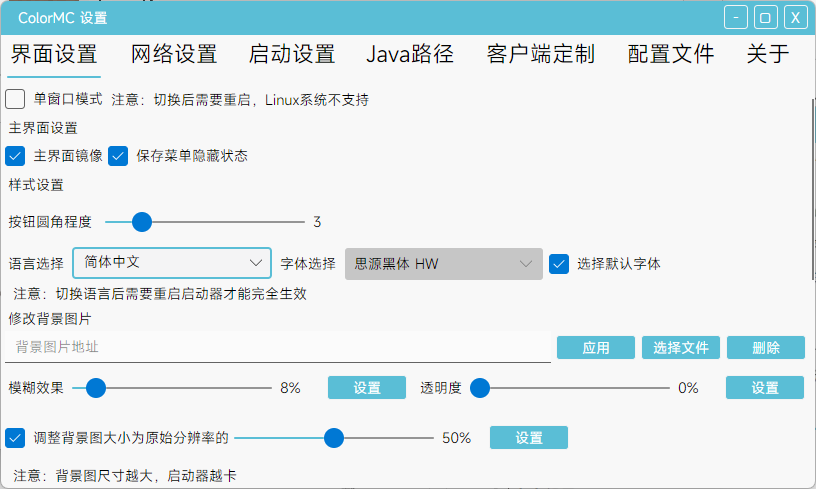 ColorMC 设置 - X
界面设置 网络设置 启动设置 Java路径 客户端定制 配置文件 关于
单窗口模式 注意：切换后需要重启，Linux系统不支持
主界面设置
主界面镜像 保存菜单隐藏状态
样式设置
按钮圆角程度 3
语言选择 简体中文 字体选择 思源黑体 HW 选择默认字体
注意：切换语言后需要重启启动器才能完全生效
修改背景图片
背景图片地址 应用 选择文件 删除
模糊效果 8% 设置 透明度 0% 设置
调整背景图大小为原始分辨率的 50% 设置
注意：背景图尺寸越大，启动器越卡